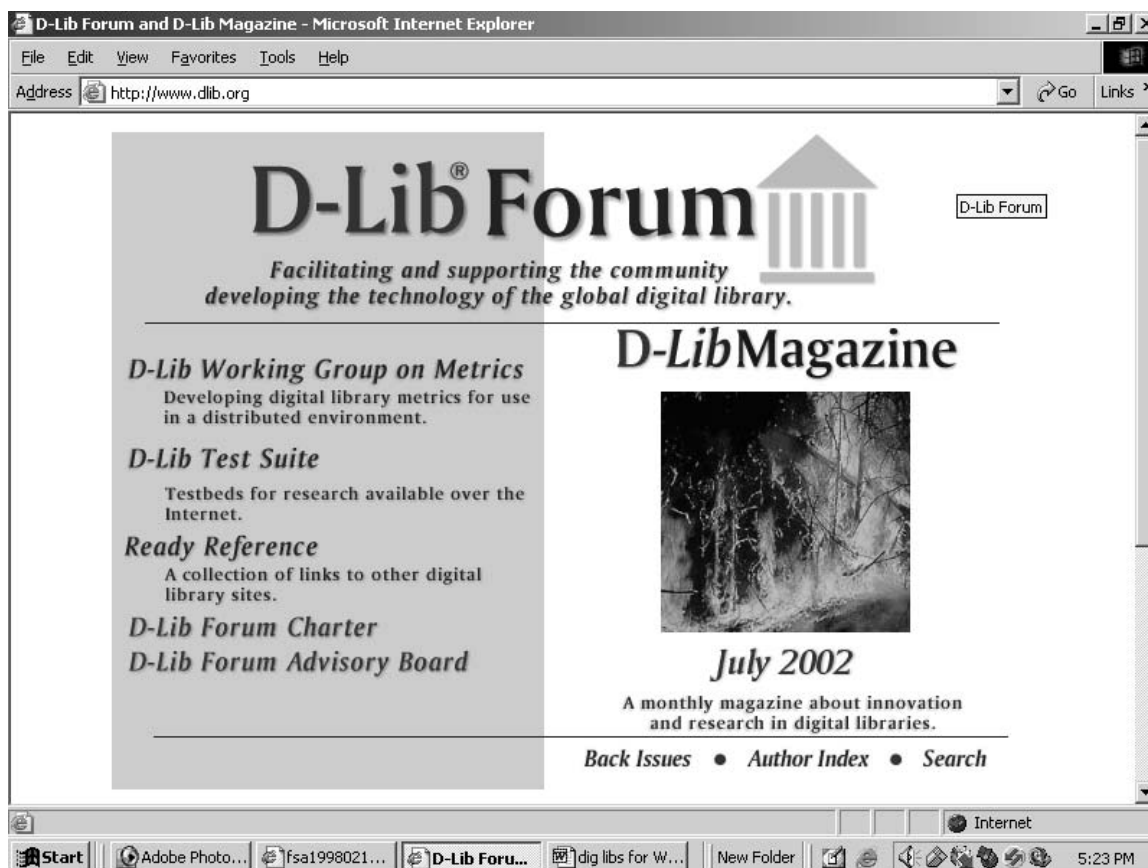 D-Lib Forum and D-Lib Magazine - Microsoft Internet Explorer
File Edit View Favorites Tools Help
Address http://www.dlib.org Go Links
D-Lib® Forum
D-Lib Forum
Facilitating and supporting the community
developing the technology of the global digital library.
D-Lib Working Group on Metrics
Developing digital library metrics for use
in a distributed environment.
D-Lib Test Suite
Testbeds for research available over the
Internet.
Ready Reference
A collection of links to other digital
library sites.
D-Lib Forum Charter
D-Lib Forum Advisory Board
D-LibMagazine
July 2002
A monthly magazine about innovation
and research in digital libraries.
Back Issues ● Author Index ● Search
Internet
Start Adobe Photo... fsa1998021... D-Lib Foru... dig libs for W... New Folder 5:23 PM